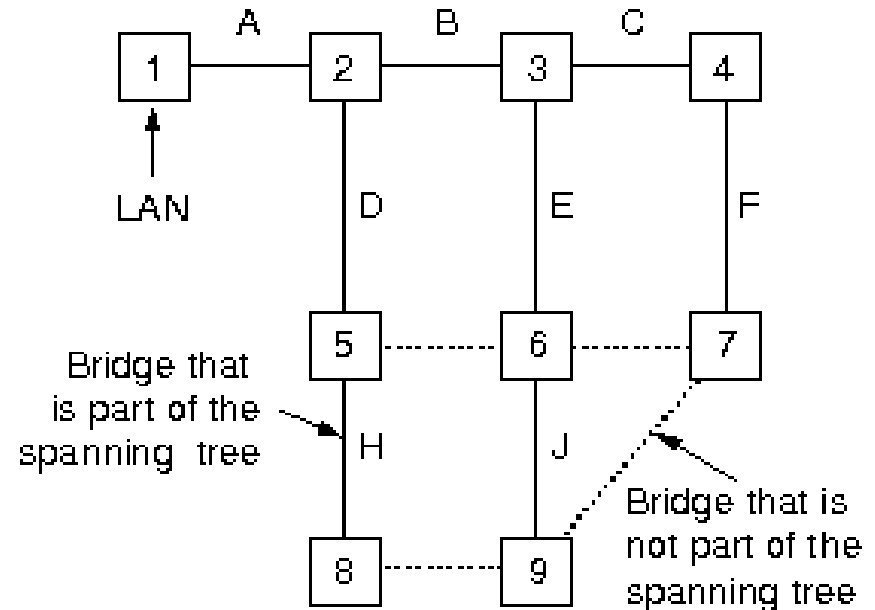 A B C
1 2 3 4
LAN
D E F
5 6 7
Bridge that
is part of the
spanning tree
H J
Bridge that is
not part of the
spanning tree
8 9